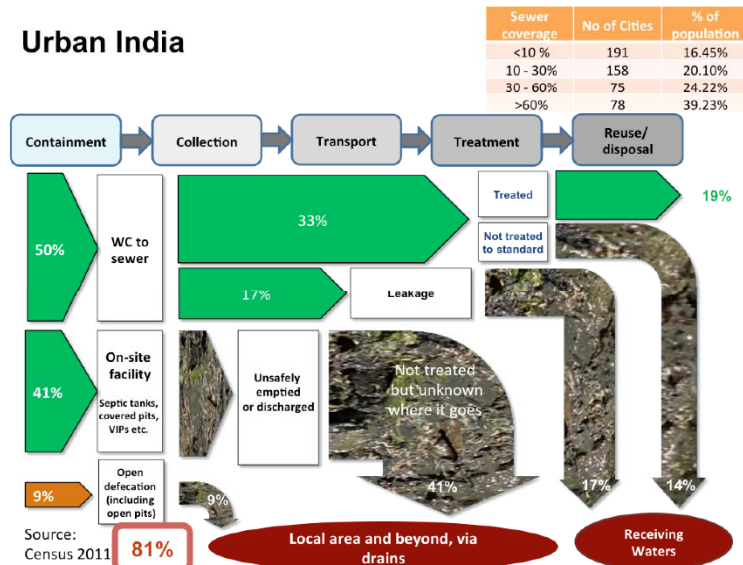 Urban India
Sewer coverage No of Cities % of population
<10 % 191 16.45%
10 - 30% 158 20.10%
30 - 60% 75 24.22%
>60% 78 39.23%
Containment Collection Transport Treatment Reuse/
disposal
50%
WC to
sewer
33%
Treated
19%
Not treated
to standard
17%
Leakage
41%
On-site
facility
Septic tanks,
covered pits,
VIPs etc.
Unsafely
emptied
or discharged
Not treated
but unknown
where it goes
41%
17%
14%
9%
Open
defecation
(including
open pits)
9%
Source:
Census 2011
81%
Local area and beyond, via
drains
Receiving
Waters